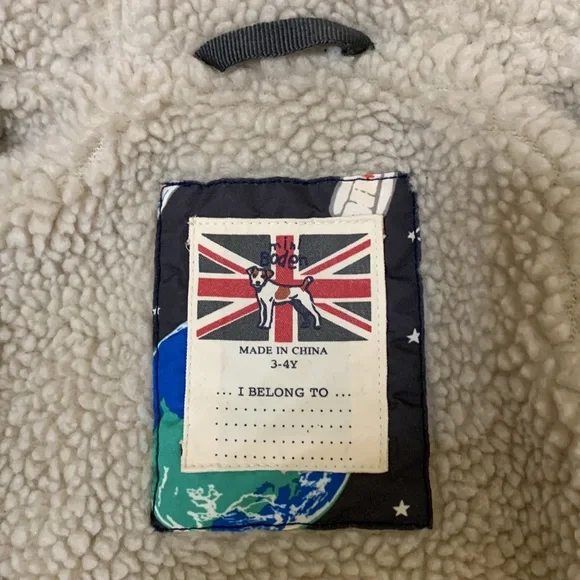 mini
Boden
MADE IN CHINA
3-4Y
... I BELONG TO ...